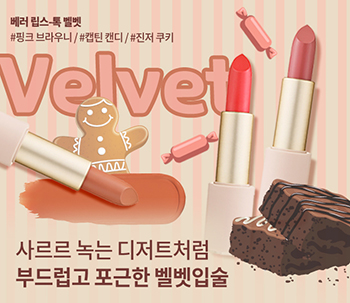 베러 립스-톡 벨벳
#핑크 브라우니 / #캡틴 캔디 / #진저 쿠키
Velvet
사르르 녹는 디저트처럼
부드럽고 포근한 벨벳입술